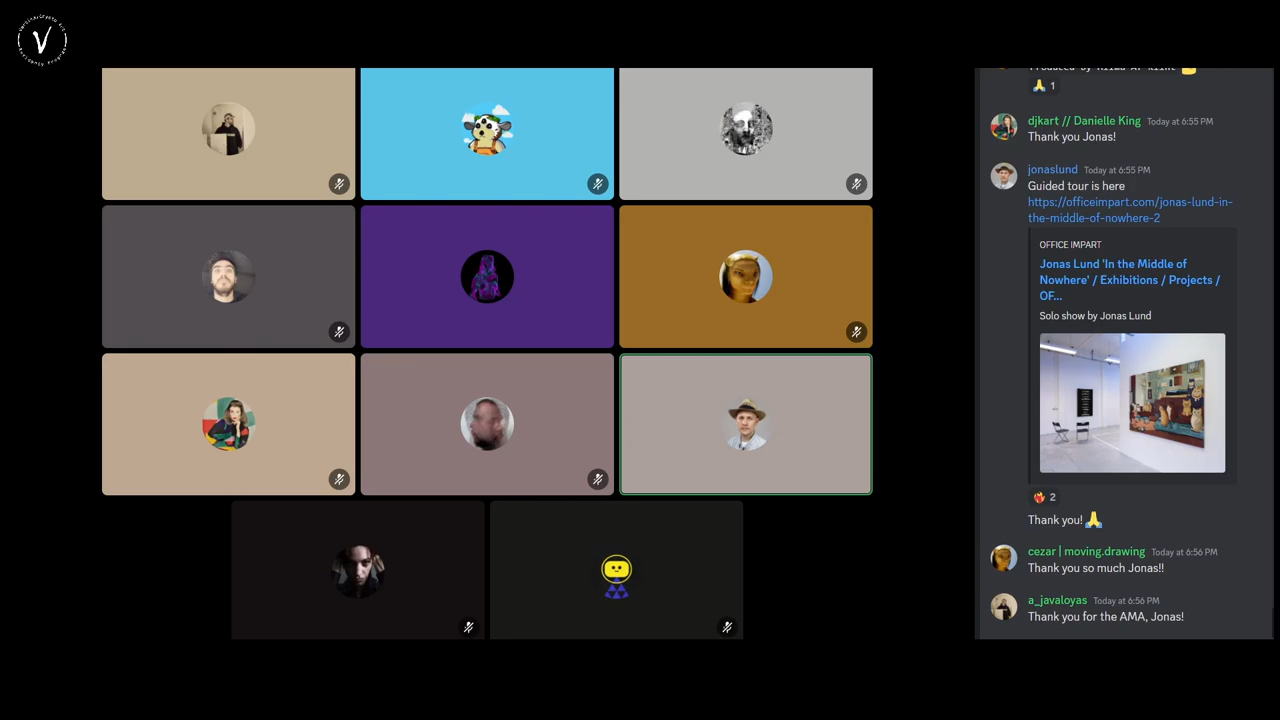 V
🙏 1
djkart // Danielle King Today at 6:55 PM
Thank you Jonas!
jonaslund Today at 6:55 PM
Guided tour is here
https://officeimpart.com/jonas-lund-in-
the-middle-of-nowhere-2
OFFICE IMPART
Jonas Lund 'In the Middle of
Nowhere' / Exhibitions / Projects /
OF...
Solo show by Jonas Lund
2
Thank you! 🙏
cezar | moving.drawing Today at 6:56 PM
Thank you so much Jonas!!
a_javaloyas Today at 6:56 PM
Thank you for the AMA, Jonas!